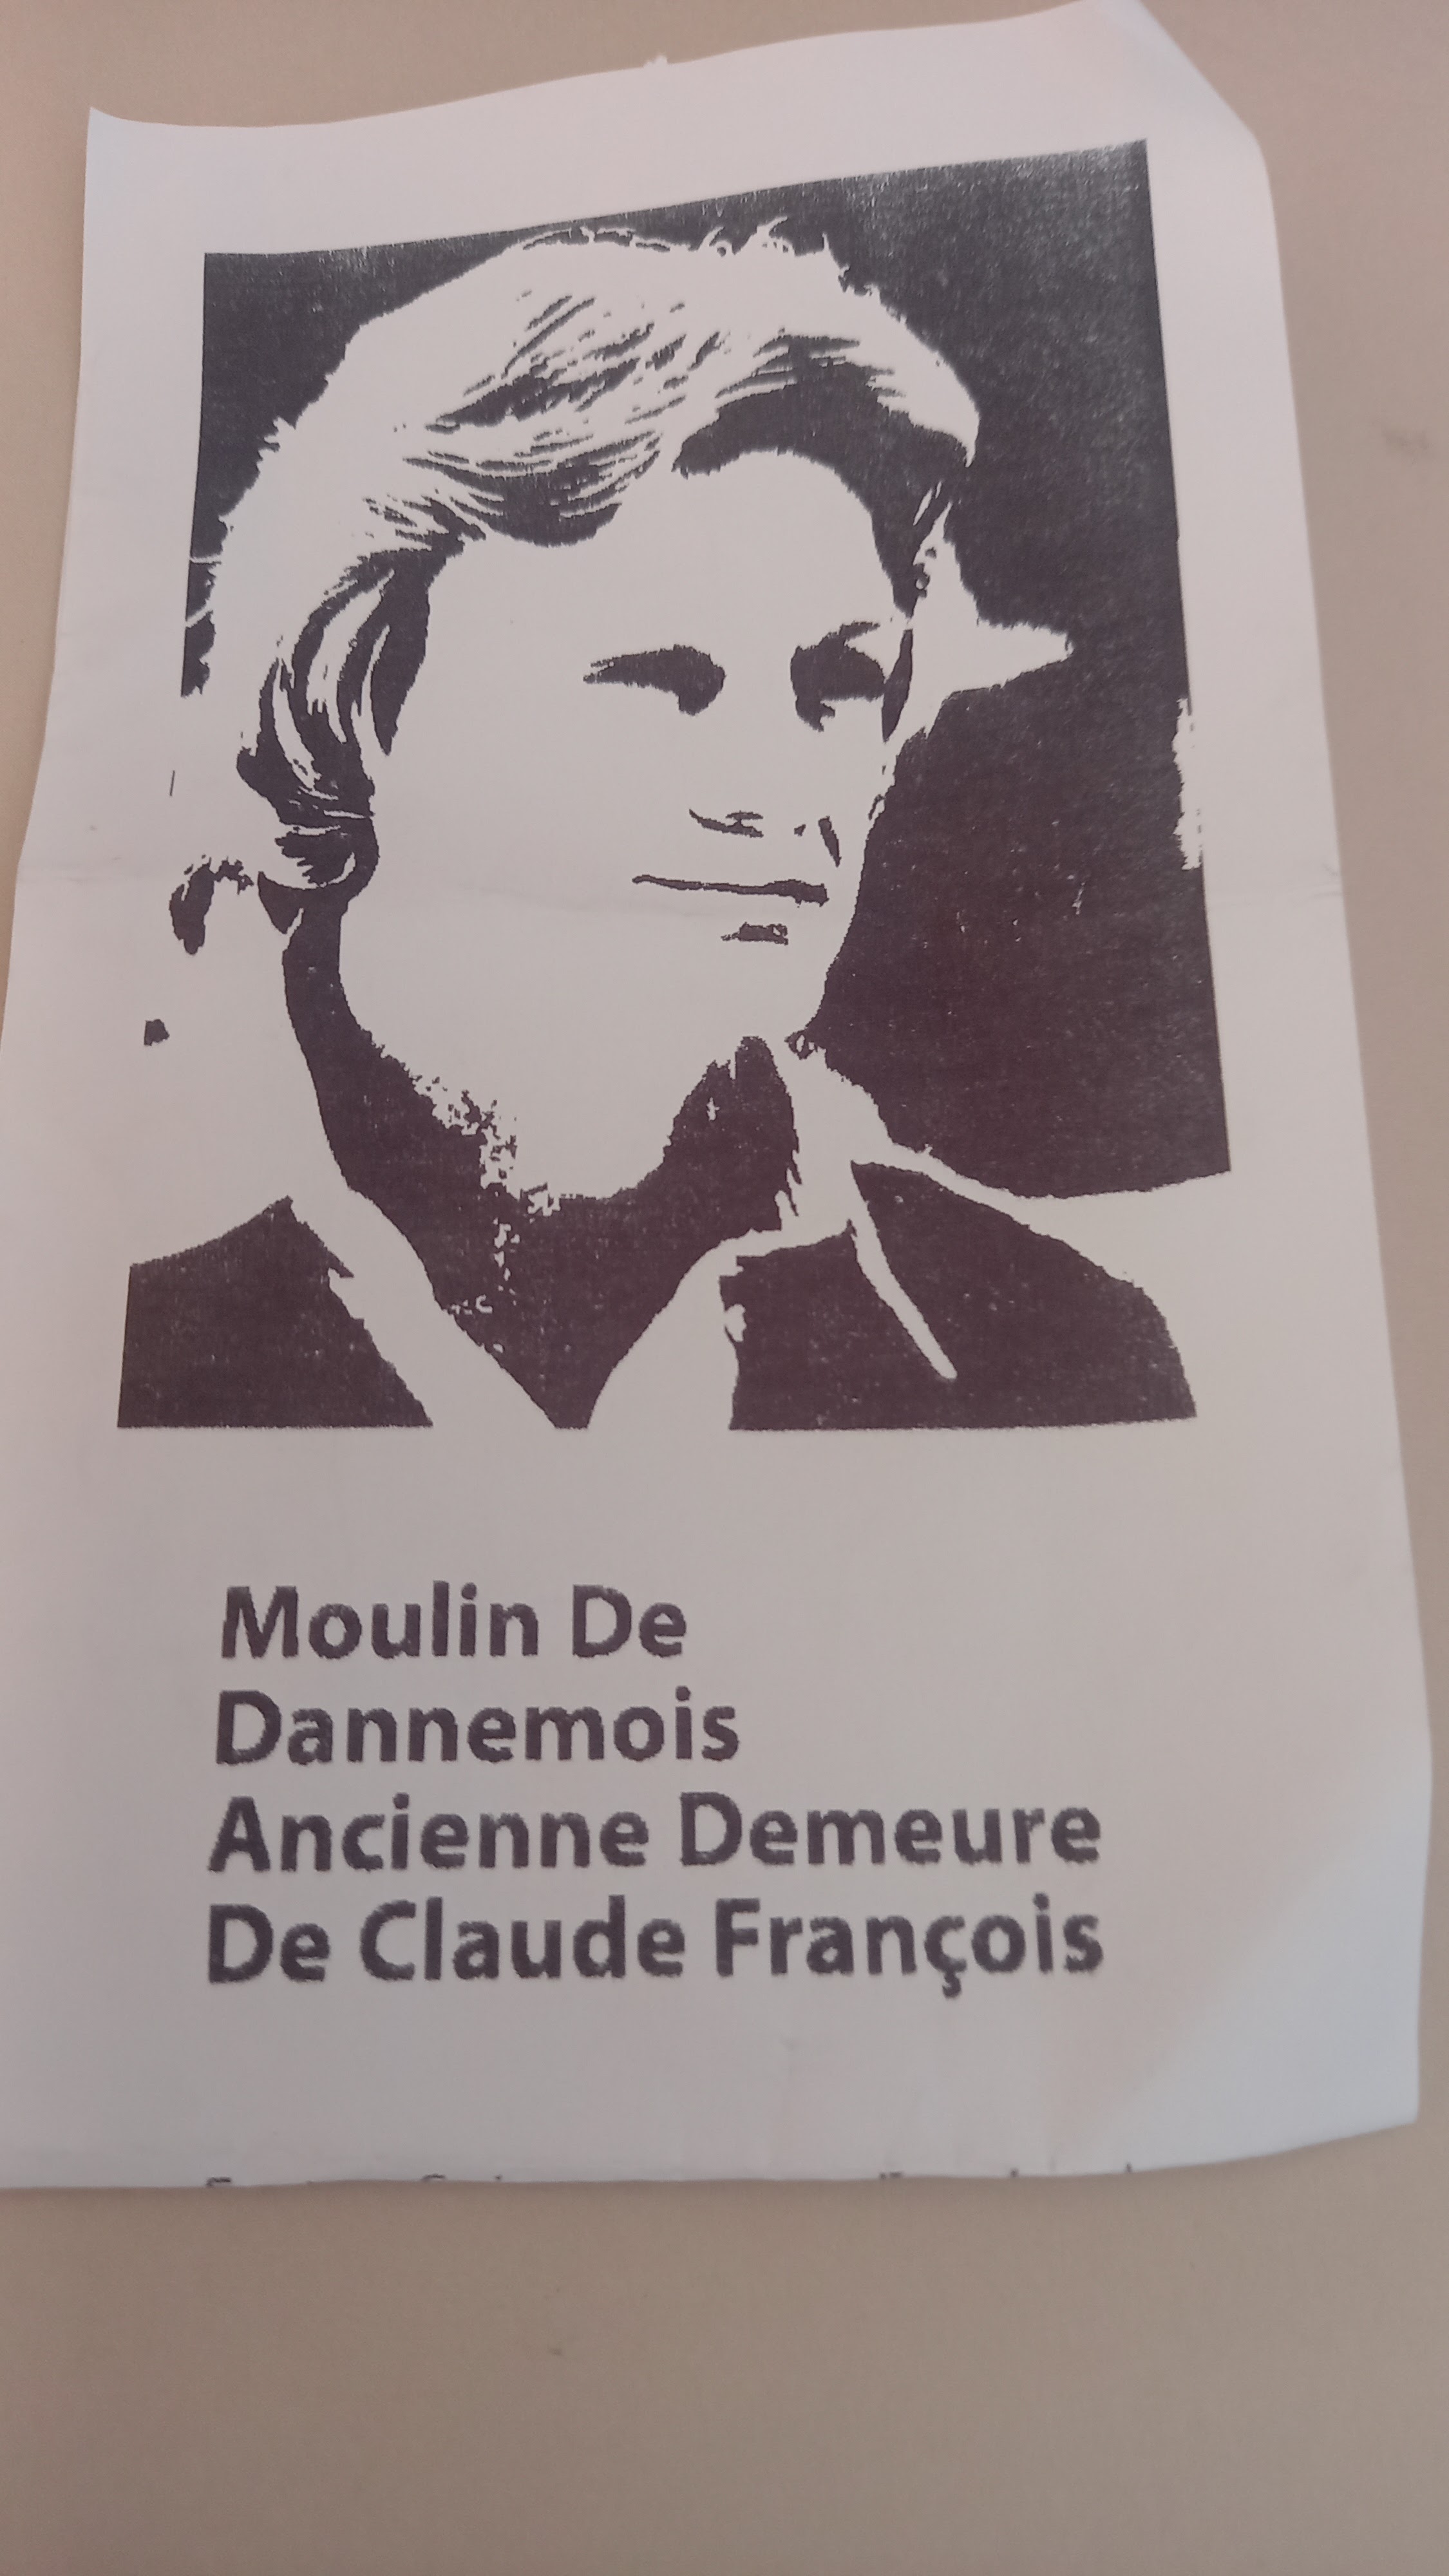 Moulin De
Dannemois
Ancienne Demeure
De Claude François